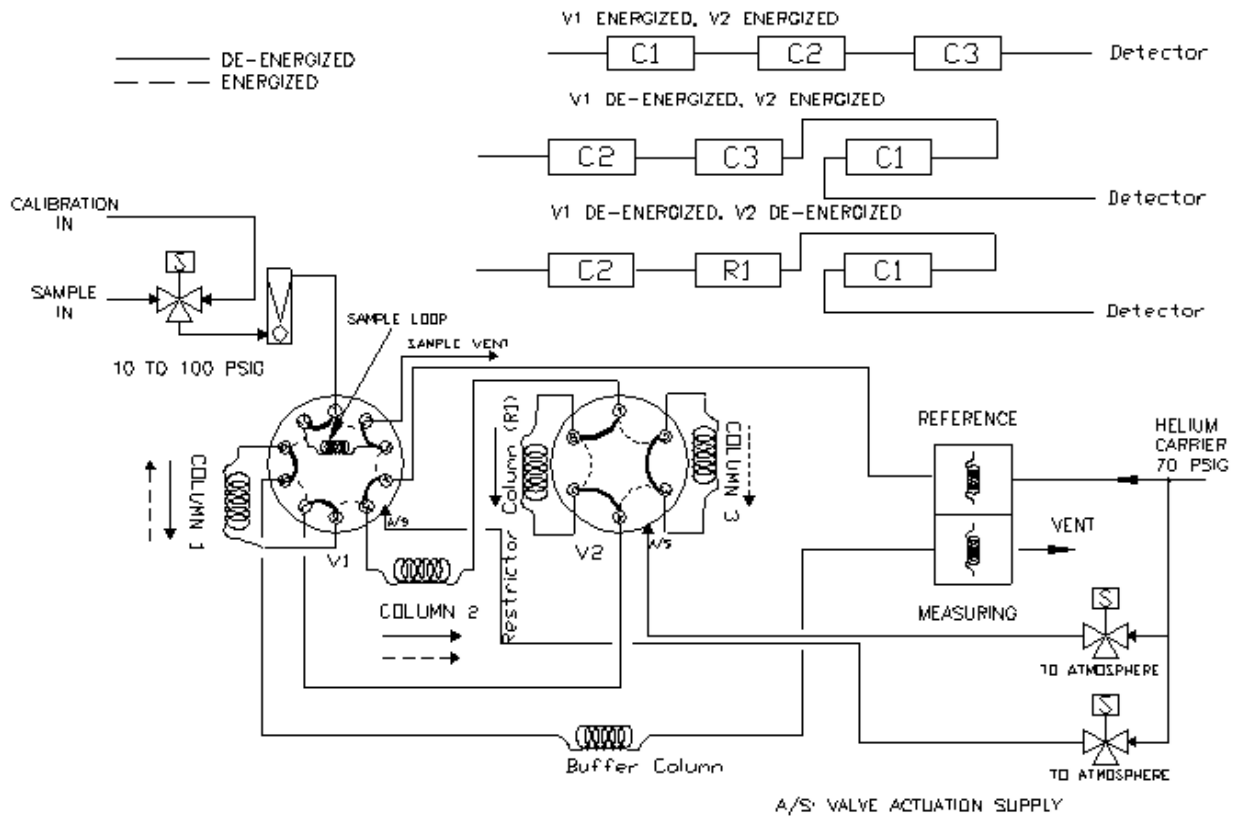 V1 ENERGIZED, V2 ENERGIZED
DE-ENERGIZED
ENERGIZED
C1
C2
C3
Detector
V1 DE-ENERGIZED, V2 ENERGIZED
C2
C3
C1
Detector
V1 DE-ENERGIZED, V2 DE-ENERGIZED
C2
R1
C1
Detector
CALIBRATION
IN
S
SAMPLE
IN
10 TO 100 PSIG
SAMPLE LOOP
SAMPLE VENT
COLUMN 1
V1
A/S
COLUMN 2
Restrictor Column (R1)
V2
A/S
COLUMN 3
REFERENCE
MEASURING
HELIUM
CARRIER
70 PSIG
VENT
S
TO ATMOSPHERE
S
TO ATMOSPHERE
Buffer Column
A/S: VALVE ACTUATION SUPPLY